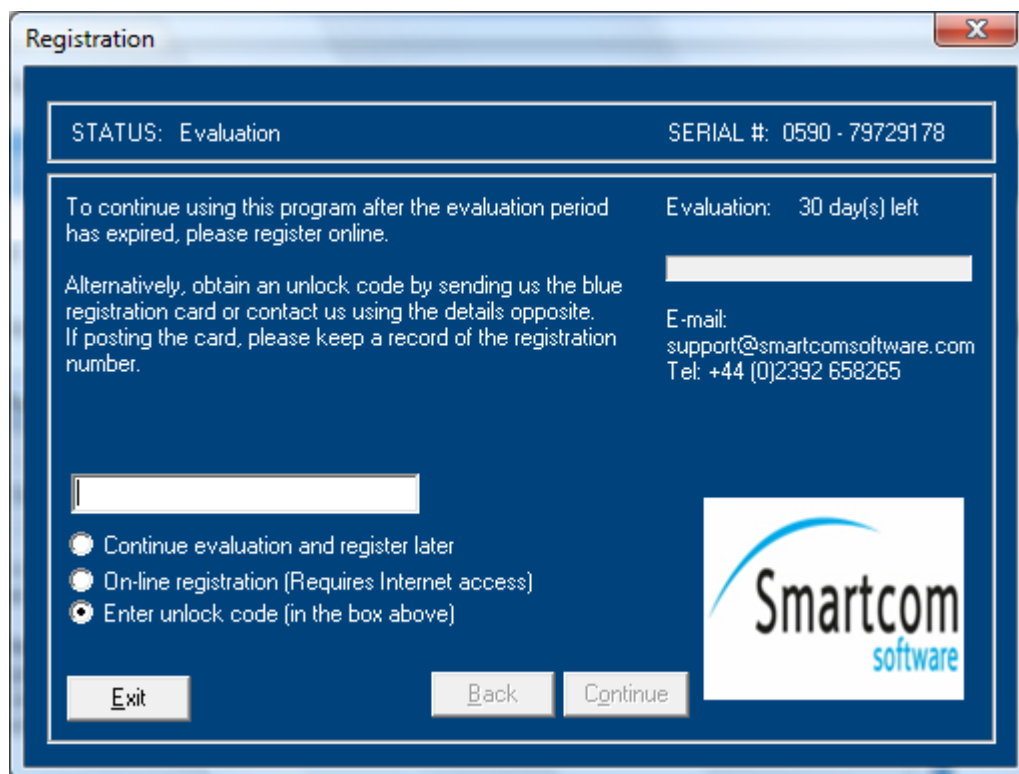 Registration
STATUS: Evaluation
SERIAL #: 0590 - 79729178
To continue using this program after the evaluation period
has expired, please register online.
Alternatively, obtain an unlock code by sending us the blue
registration card or contact us using the details opposite.
If posting the card, please keep a record of the registration
number.
Evaluation: 30 day(s) left
E-mail:
support@smartcomsoftware.com
Tel: +44 (0)2392 658265
Continue evaluation and register later
On-line registration (Requires Internet access)
Enter unlock code (in the box above)
Smartcom
software
Exit
Back
Continue